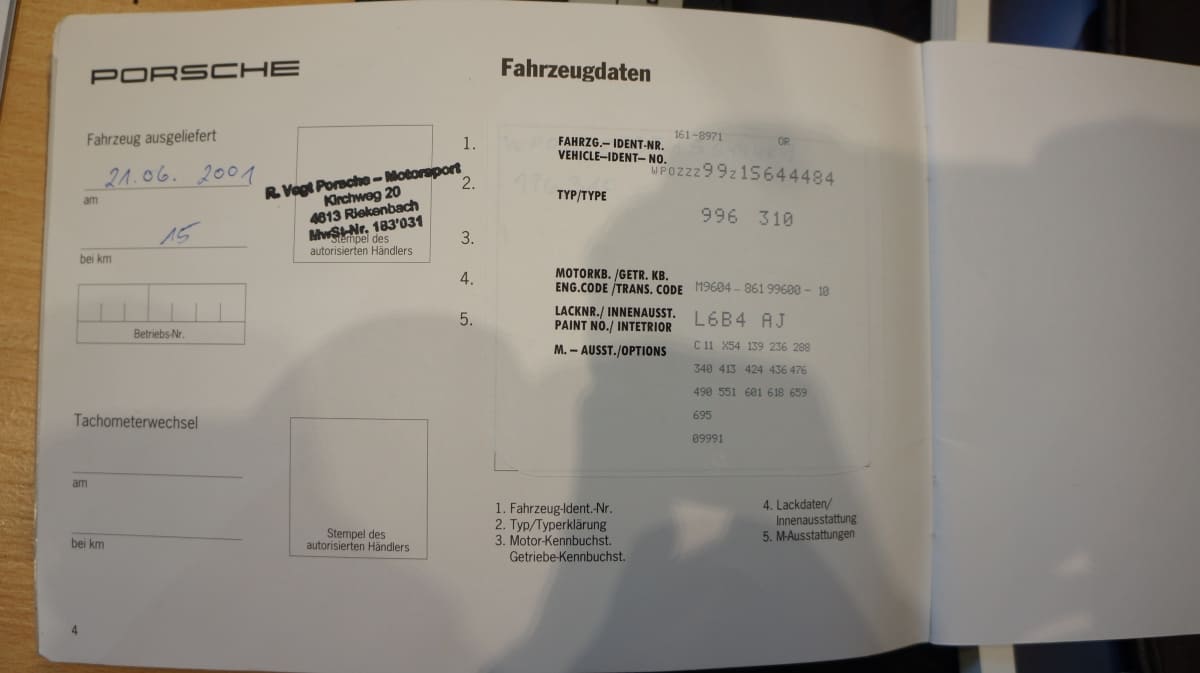 PORSCHE
Fahrzeug ausgeliefert
21.06. 2001
am
15
bei km
Betriebs-Nr.
R. Vogt Porsche – Motorsport
Kirchweg 20
4613 Riekenbach
MwSt-Nr. 183'031
Stempel des
autorisierten Händlers
Tachometerwechsel
am
bei km
Stempel des
autorisierten Händlers
4
Fahrzeugdaten
161-8971 OR
1. FAHRZG.– IDENT-NR.
VEHICLE–IDENT– NO. WP0ZZZ99Z1S644484
2. TYP/TYPE
996 310
3.
4. MOTORKB. /GETR. KB.
ENG.CODE /TRANS. CODE M9604 - 861 99600 - 10
5. LACKNR./ INNENAUSST.
PAINT NO./ INTETRIOR L6B4 AJ
M. – AUSST./OPTIONS C 11 X54 139 236 288
340 413 424 436 476
490 551 601 618 659
695
09991
1. Fahrzeug-Ident.-Nr.
2. Typ/Typerklärung
3. Motor-Kennbuchst.
Getriebe-Kennbuchst.
4. Lackdaten/
Innenausstattung
5. M-Ausstattungen